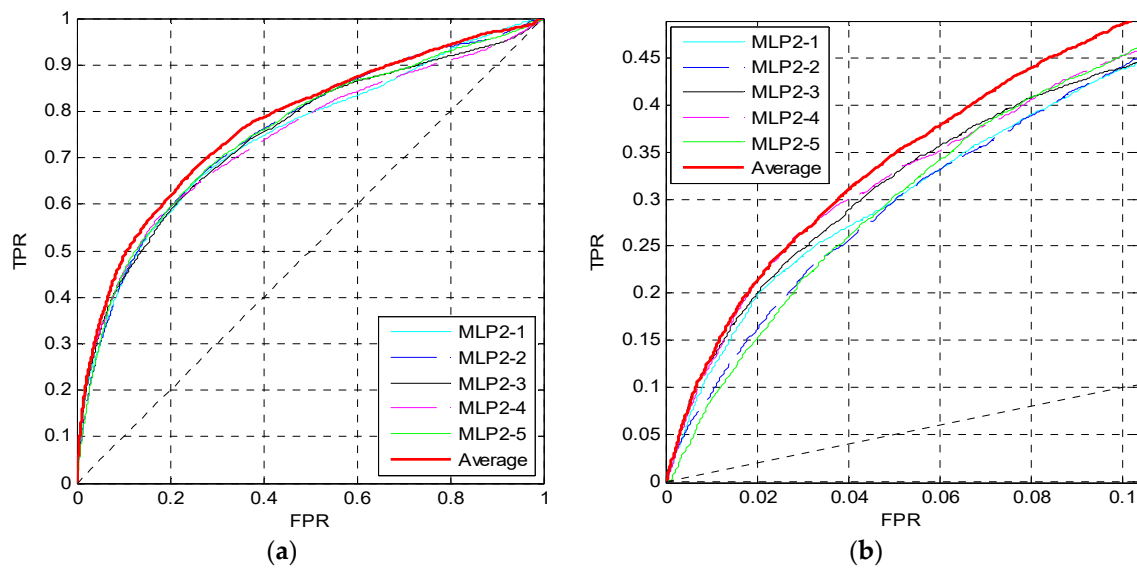 1
0.9
0.8
0.7
0.6
0.5
0.4
0.3
0.2
0.1
0
TPR
0 0.2 0.4 0.6 0.8 1
FPR
MLP2-1
MLP2-2
MLP2-3
MLP2-4
MLP2-5
Average
(a)
0.45
0.4
0.35
0.3
0.25
0.2
0.15
0.1
0.05
0
TPR
0 0.02 0.04 0.06 0.08 0.1
FPR
MLP2-1
MLP2-2
MLP2-3
MLP2-4
MLP2-5
Average
(b)